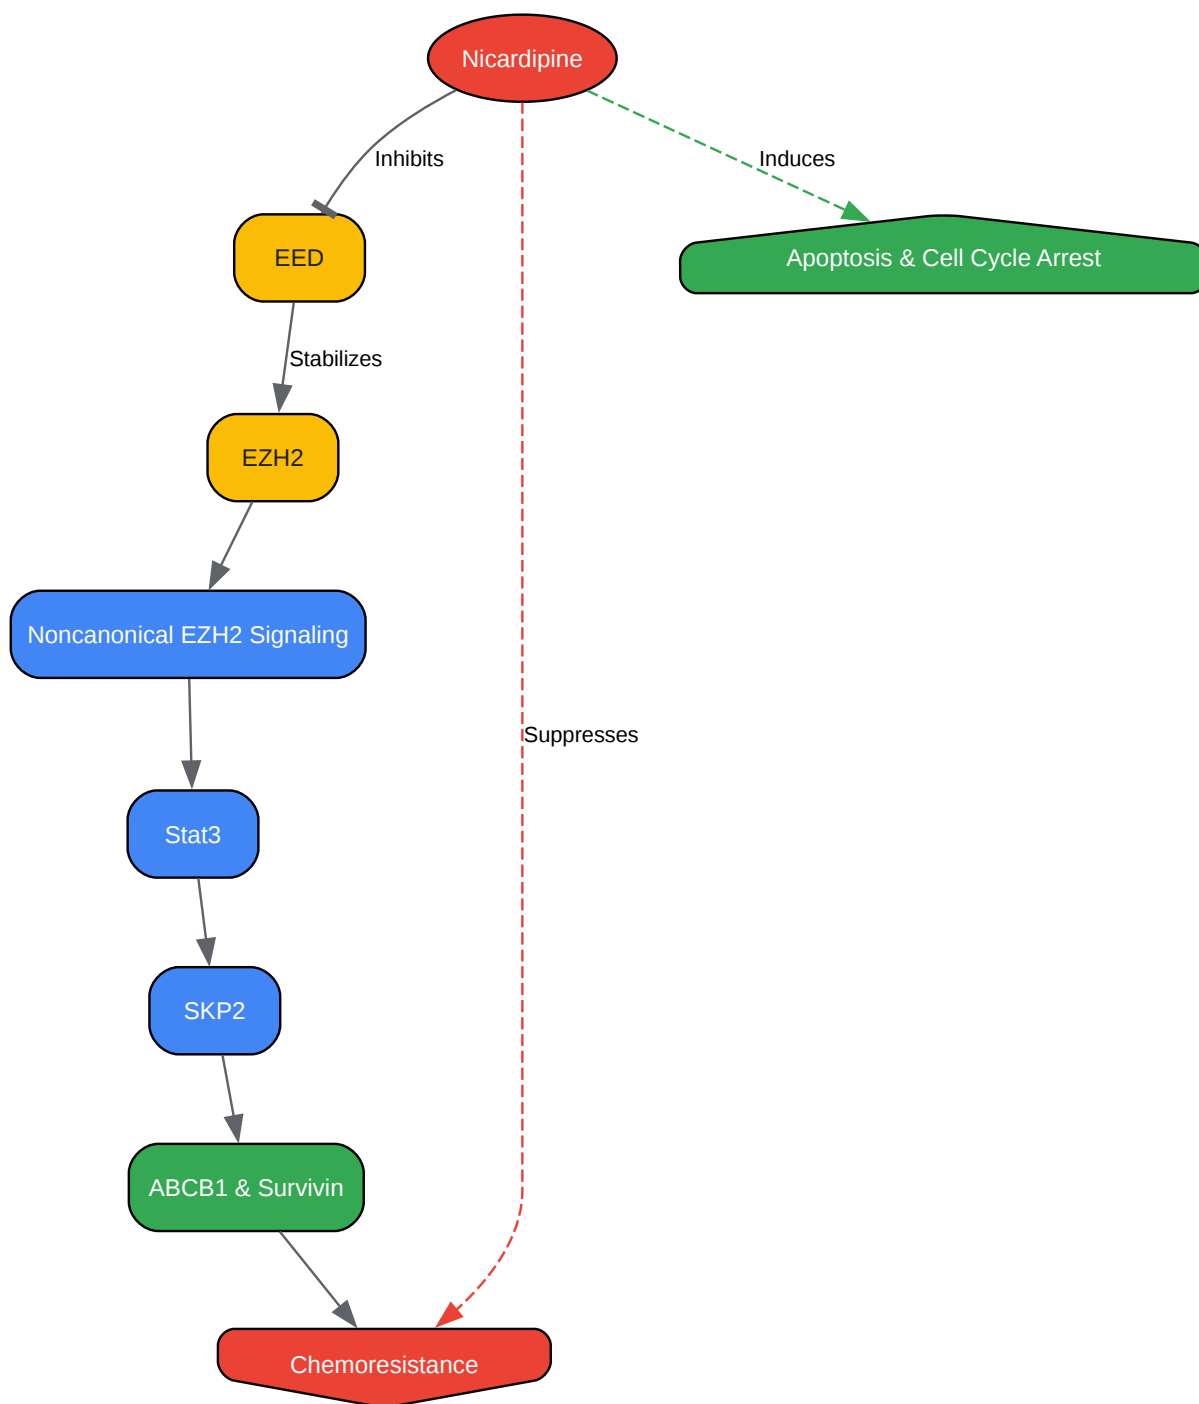 Nicardipine
Inhibits
Induces
EED
Apoptosis & Cell Cycle Arrest
Stabilizes
EZH2
Noncanonical EZH2 Signaling
Suppresses
Stat3
SKP2
ABCB1 & Survivin
Chemoresistance